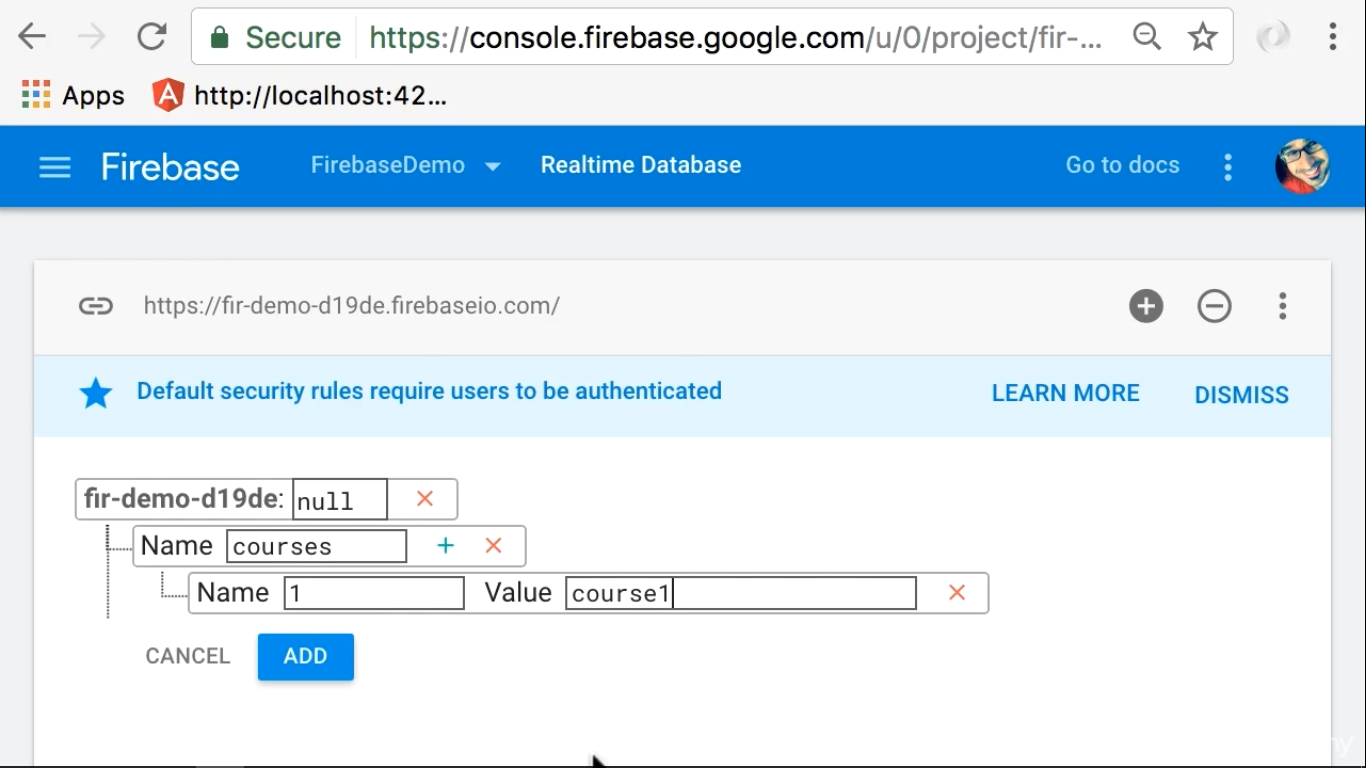 Secure https://console.firebase.google.com/u/0/project/fir-...
Apps http://localhost:42...
Firebase FirebaseDemo Realtime Database Go to docs
https://fir-demo-d19de.firebaseio.com/
Default security rules require users to be authenticated LEARN MORE DISMISS
fir-demo-d19de: null
Name courses
Name 1 Value course1
CANCEL ADD